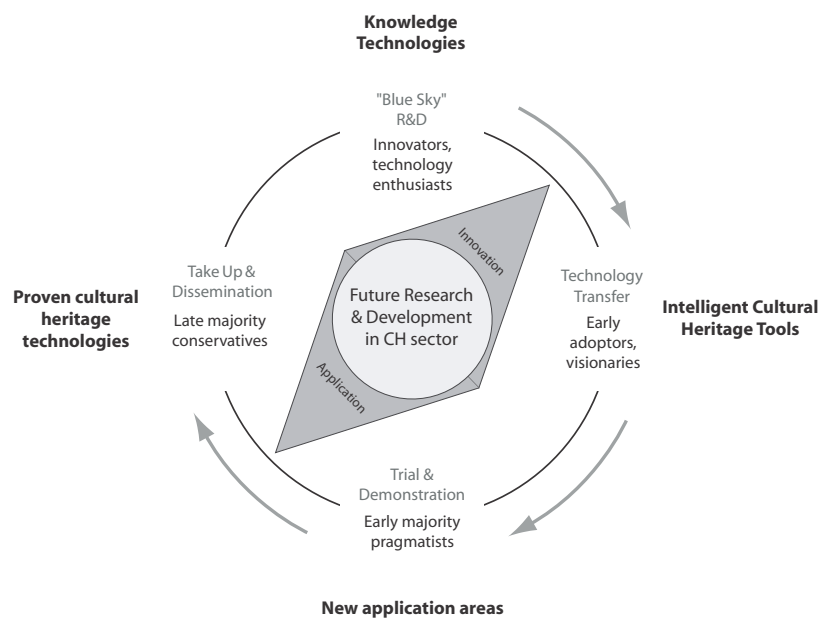 Knowledge
Technologies
"Blue Sky"
R&D
Innovators,
technology
enthusiasts
Innovation
Technology
Transfer
Early
adoptors,
visionaries
Intelligent Cultural
Heritage Tools
Future Research
& Development
in CH sector
Take Up &
Dissemination
Late majority
conservatives
Proven cultural
heritage
technologies
Application
Trial &
Demonstration
Early majority
pragmatists
New application areas